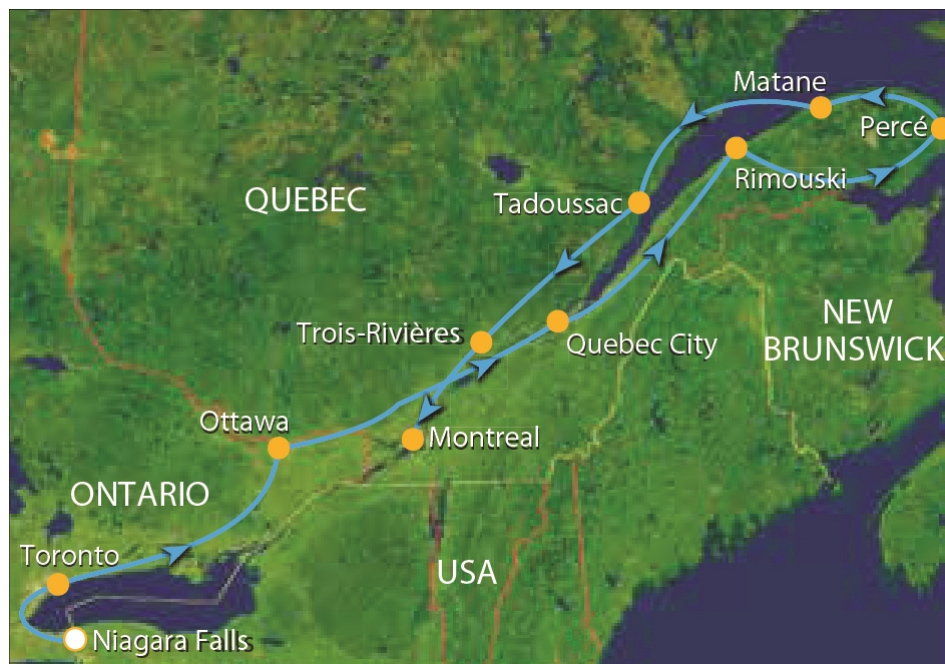 Matane
Percé
Rimouski
QUEBEC
Tadoussac
NEW
BRUNSWICK
Trois-Rivières
Quebec City
Ottawa
Montreal
ONTARIO
Toronto
USA
Niagara Falls